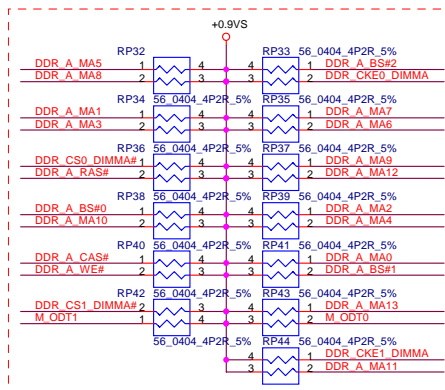 +0.9VS
RP32 RP33 56_0404_4P2R_5%
DDR_A_MA5 1 4 4 1 DDR_A_BS#2
DDR_A_MA8 2 3 3 2 DDR_CKE0_DIMMA
RP34 56_0404_4P2R_5% RP35 56_0404_4P2R_5%
DDR_A_MA1 1 4 4 1 DDR_A_MA7
DDR_A_MA3 2 3 3 2 DDR_A_MA6
RP36 56_0404_4P2R_5% RP37 56_0404_4P2R_5%
DDR_CS0_DIMMA# 1 4 4 1 DDR_A_MA9
DDR_A_RAS# 2 3 3 2 DDR_A_MA12
RP38 56_0404_4P2R_5% RP39 56_0404_4P2R_5%
DDR_A_BS#0 1 4 4 1 DDR_A_MA2
DDR_A_MA10 2 3 3 2 DDR_A_MA4
RP40 56_0404_4P2R_5% RP41 56_0404_4P2R_5%
DDR_A_CAS# 1 4 4 1 DDR_A_MA0
DDR_A_WE# 2 3 3 2 DDR_A_BS#1
RP42 56_0404_4P2R_5% RP43 56_0404_4P2R_5%
DDR_CS1_DIMMA# 2 3 4 1 DDR_A_MA13
M_ODT1 1 4 3 2 M_ODT0
56_0404_4P2R_5% RP44 56_0404_4P2R_5%
4 1 DDR_CKE1_DIMMA
3 2 DDR_A_MA11